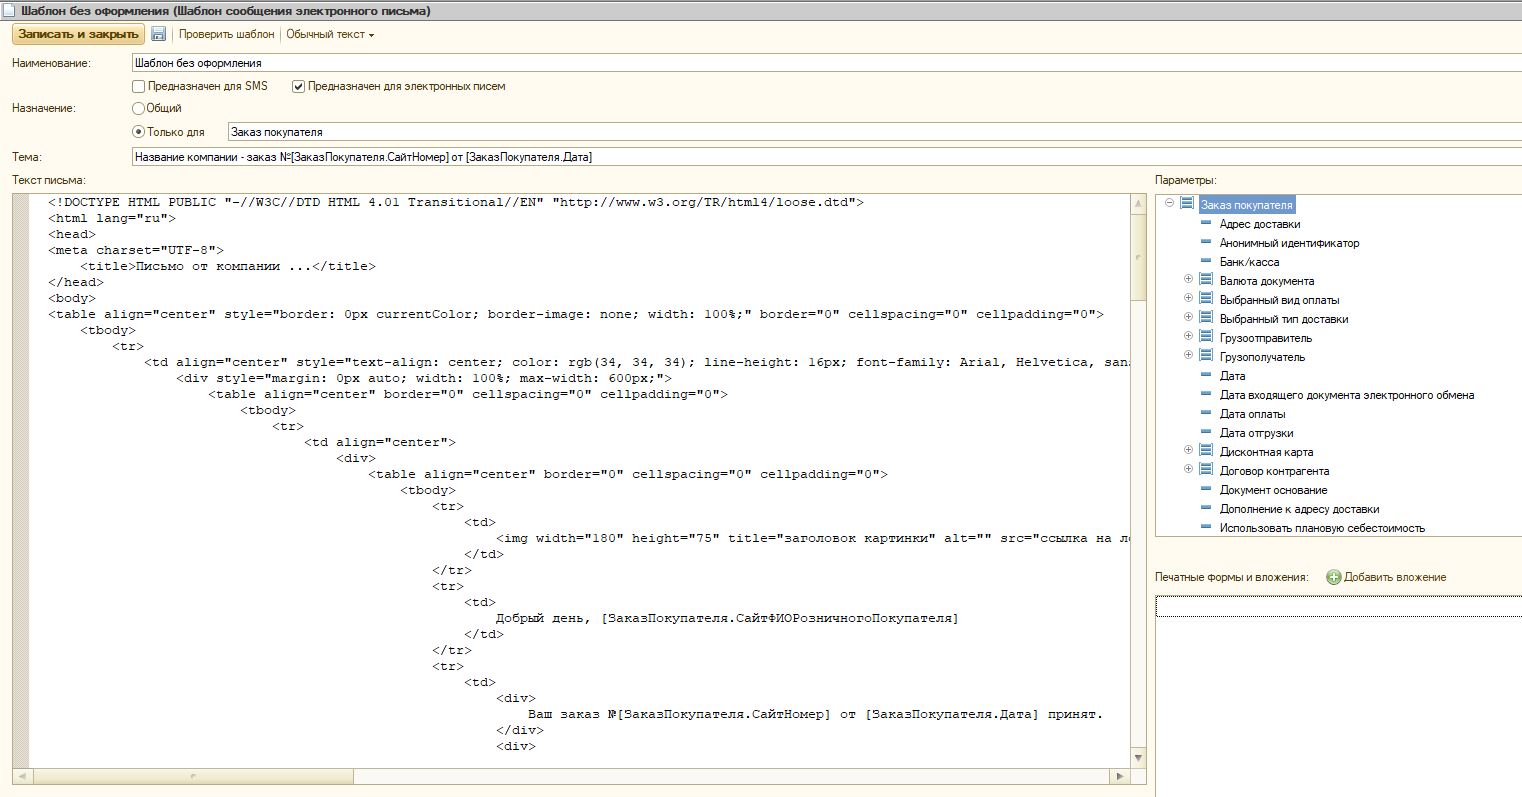 Шаблон без оформления (Шаблон сообщения электронного письма)
Записать и закрыть Проверить шаблон Обычный текст
Наименование: Шаблон без оформления
Предназначен для SMS Предназначен для электронных писем
Назначение: Общий
Только для Заказ покупателя
Тема: Название компании - заказ №[ЗаказПокупателя.СайтНомер] от [ЗаказПокупателя.Дата]
Текст письма:
<!DOCTYPE HTML PUBLIC "-//W3C//DTD HTML 4.01 Transitional//EN" "http://www.w3.org/TR/html4/loose.dtd">
<html lang="ru">
<head>
<meta charset="UTF-8">
<title>Письмо от компании ...</title>
</head>
<body>
<table align="center" style="border: 0px currentColor; border-image: none; width: 100%;" border="0" cellspacing="0" cellpadding="0">
<tbody>
<tr>
<td align="center" style="text-align: center; color: rgb(34, 34, 34); line-height: 16px; font-family: Arial, Helvetica, sans
<div style="margin: 0px auto; width: 100%; max-width: 600px;">
<table align="center" border="0" cellspacing="0" cellpadding="0">
<tbody>
<tr>
<td align="center">
<div>
<table align="center" border="0" cellspacing="0" cellpadding="0">
<tbody>
<tr>
<td>
<img width="180" height="75" title="заголовок картинки" alt="" src="ссылка на ло
</td>
</tr>
<tr>
<td>
Добрый день, [ЗаказПокупателя.СайтФИОРозничногоПокупателя]
</td>
</tr>
<tr>
<td>
<div>
Ваш заказ №[ЗаказПокупателя.СайтНомер] от [ЗаказПокупателя.Дата] принят.
</div>
<div>
Параметры:
Заказ покупателя
Адрес доставки
Анонимный идентификатор
Банк/касса
Валюта документа
Выбранный вид оплаты
Выбранный тип доставки
Грузоотправитель
Грузополучатель
Дата
Дата входящего документа электронного обмена
Дата оплаты
Дата отгрузки
Дисконтная карта
Договор контрагента
Документ основание
Дополнение к адресу доставки
Использовать плановую себестоимость
Печатные формы и вложения: Добавить вложение